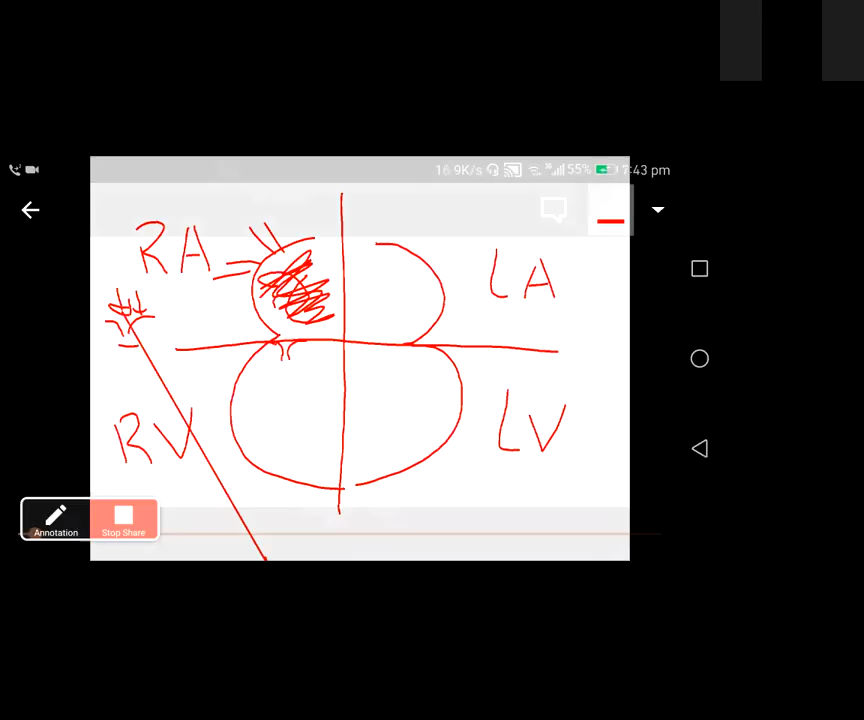 16.9K/s 55% 7:43 pm
RA
LA
RV
LV
Annotation
Stop Share